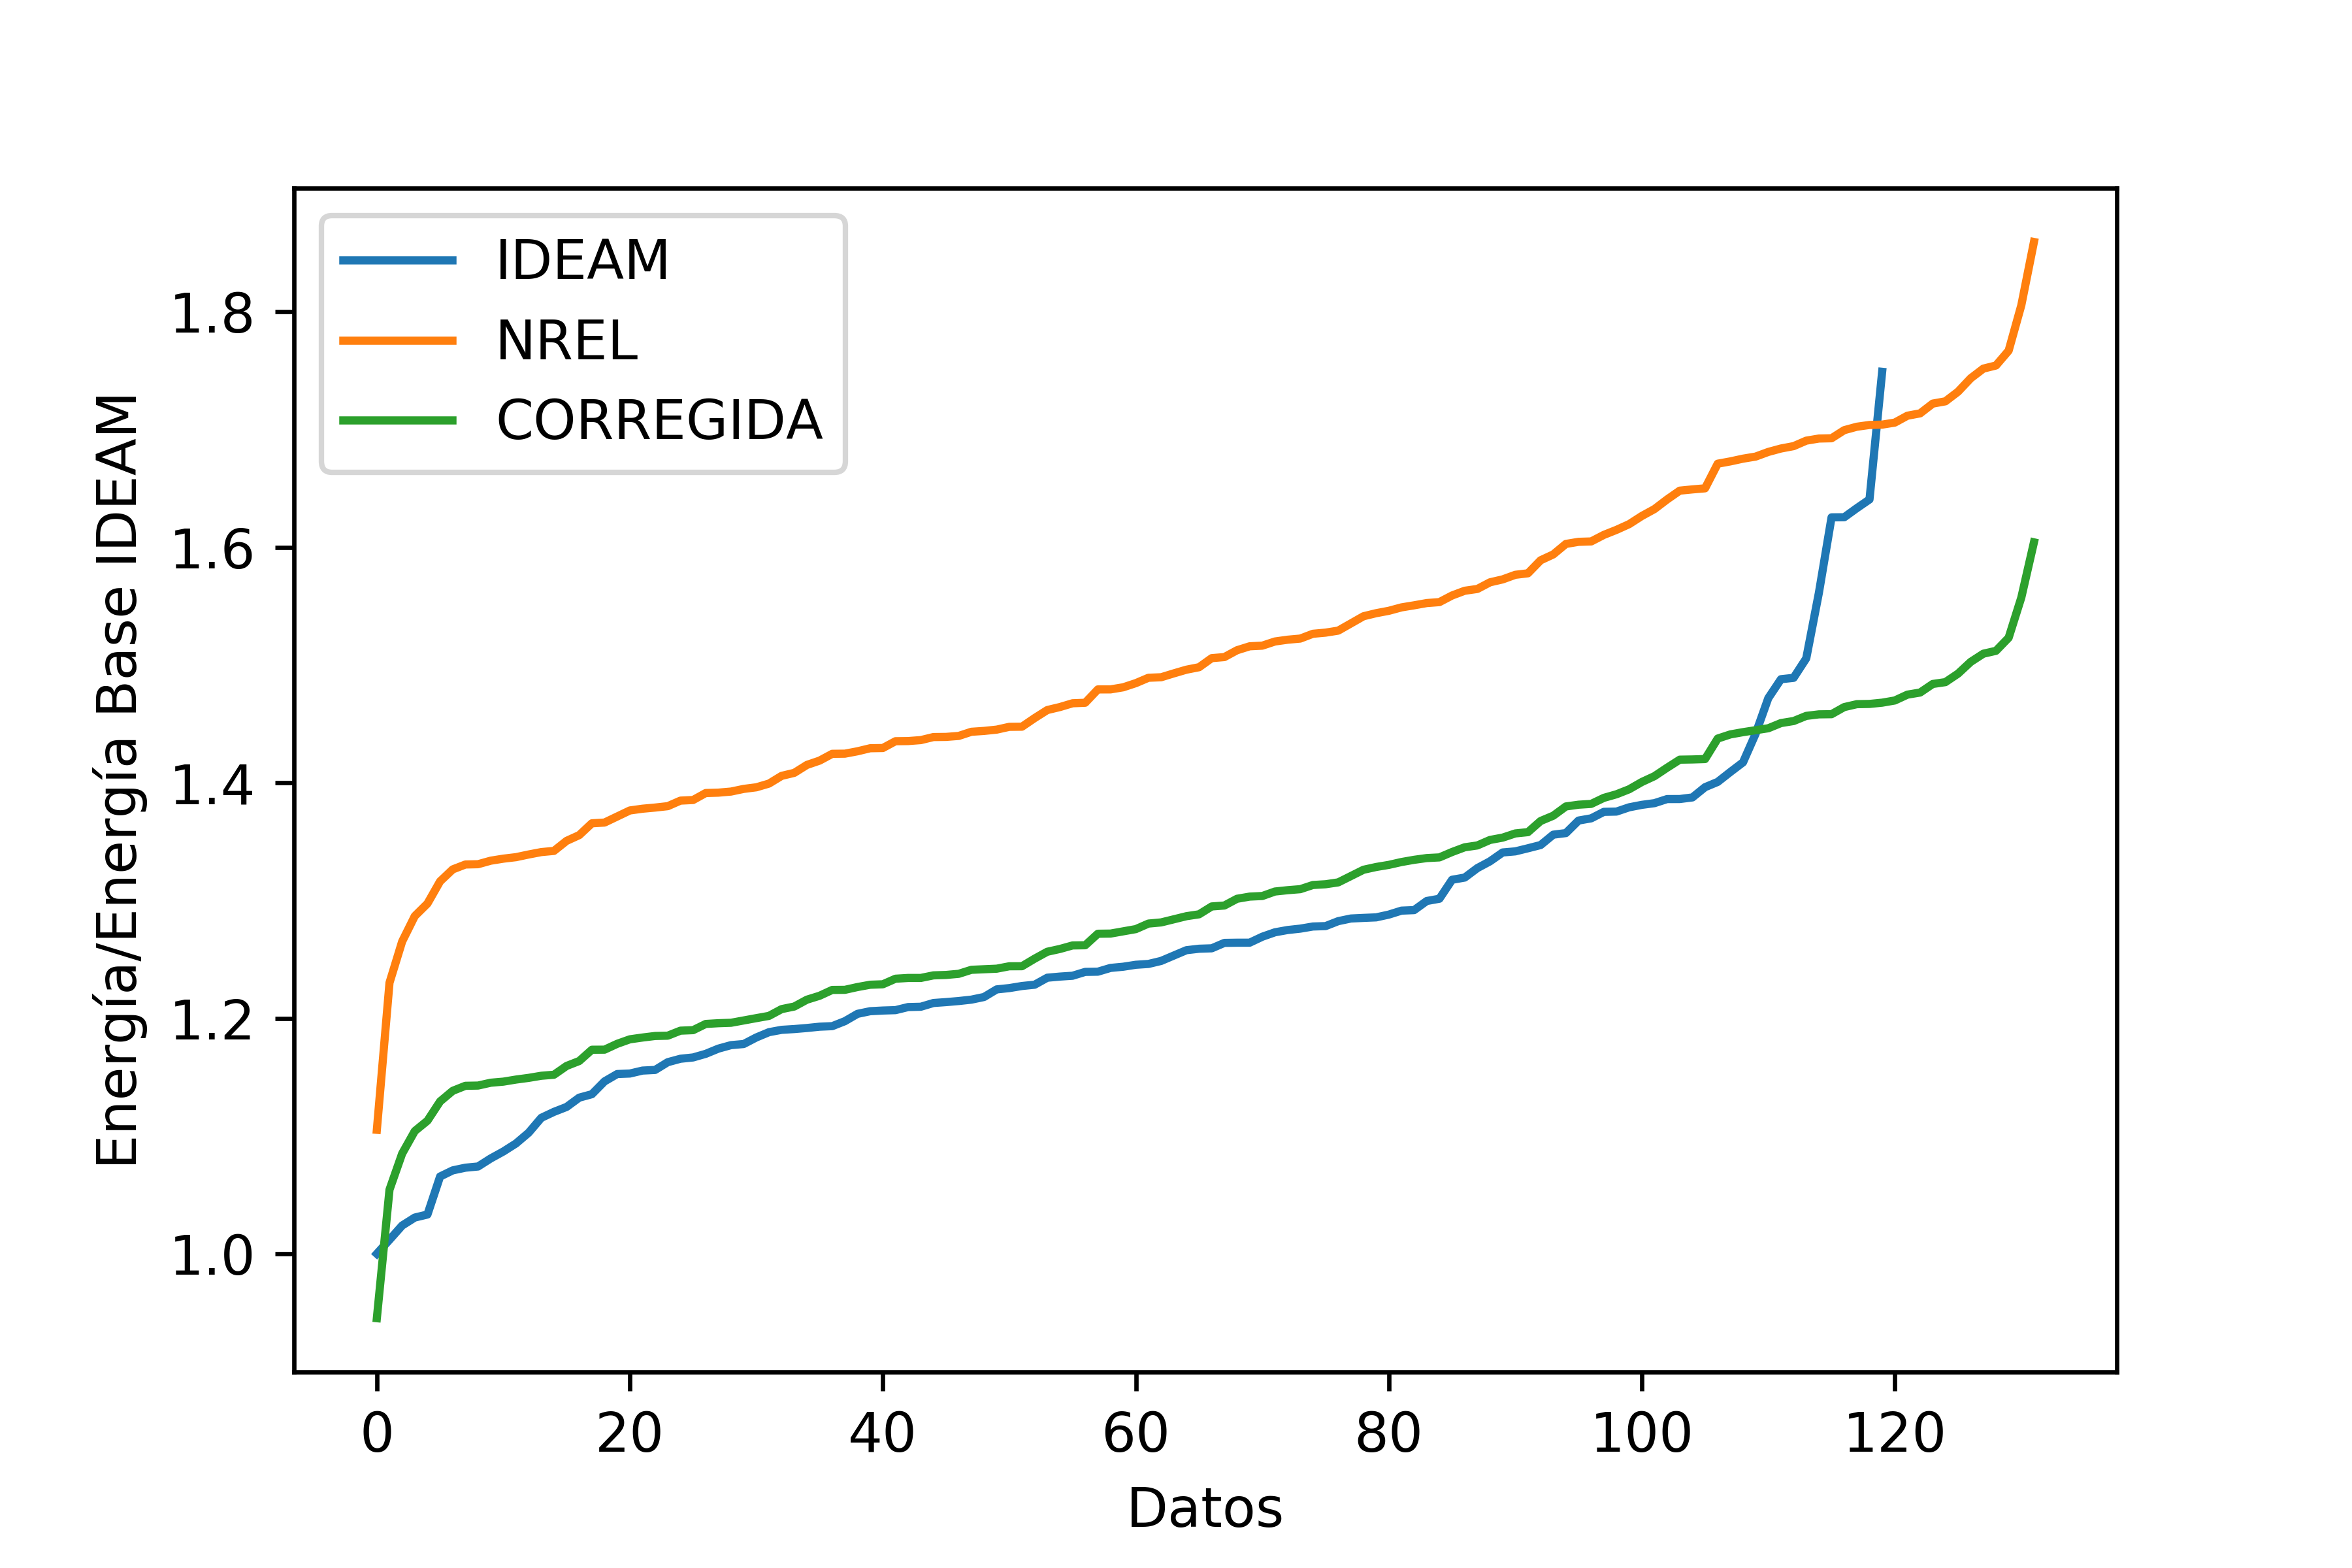 IDEAM
NREL
CORREGIDA
Energía/Energía Base IDEAM
1.8
1.6
1.4
1.2
1.0
0 20 40 60 80 100 120
Datos